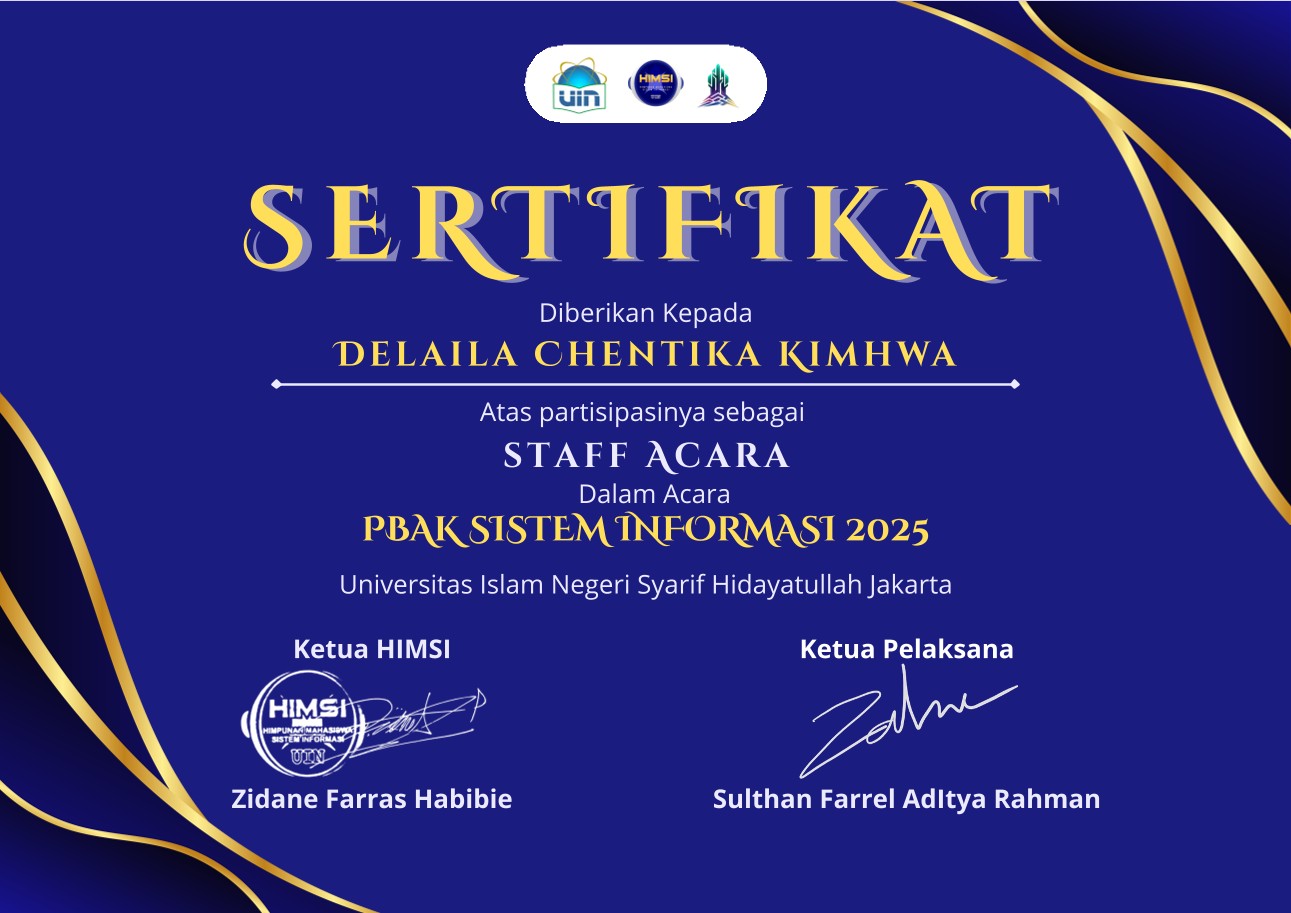 uin
HIMSI
SERTIFIKAT
Diberikan Kepada
DELAILA CHENTIKA KIMHWA
Atas partisipasinya sebagai
STAFF ACARA
Dalam Acara
PBAK SISTEM INFORMASI 2025
Universitas Islam Negeri Syarif Hidayatullah Jakarta
Ketua HIMSI
Ketua Pelaksana
HIMSI
HIMPUNAN MAHASISWA
SISTEM INFORMASI
UIN
Zidane Farras Habibie
Sulthan Farrel AdItya Rahman